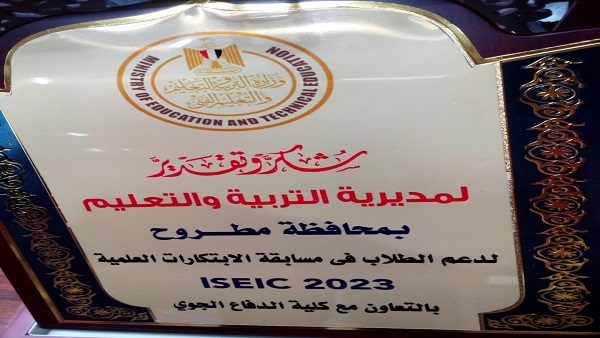 MINISTRY OF EDUCATION AND TECHNICAL EDUCATION
وزارة التربية والتعليم
والتعليم الفني
شكر وتقدير
لمديرية التربية والتعليم
بمحافظة مطروح
لدعم الطلاب فى مسابقة الابتكارات العلمية
ISEIC 2023
بالتعاون مع كلية الدفاع الجوي